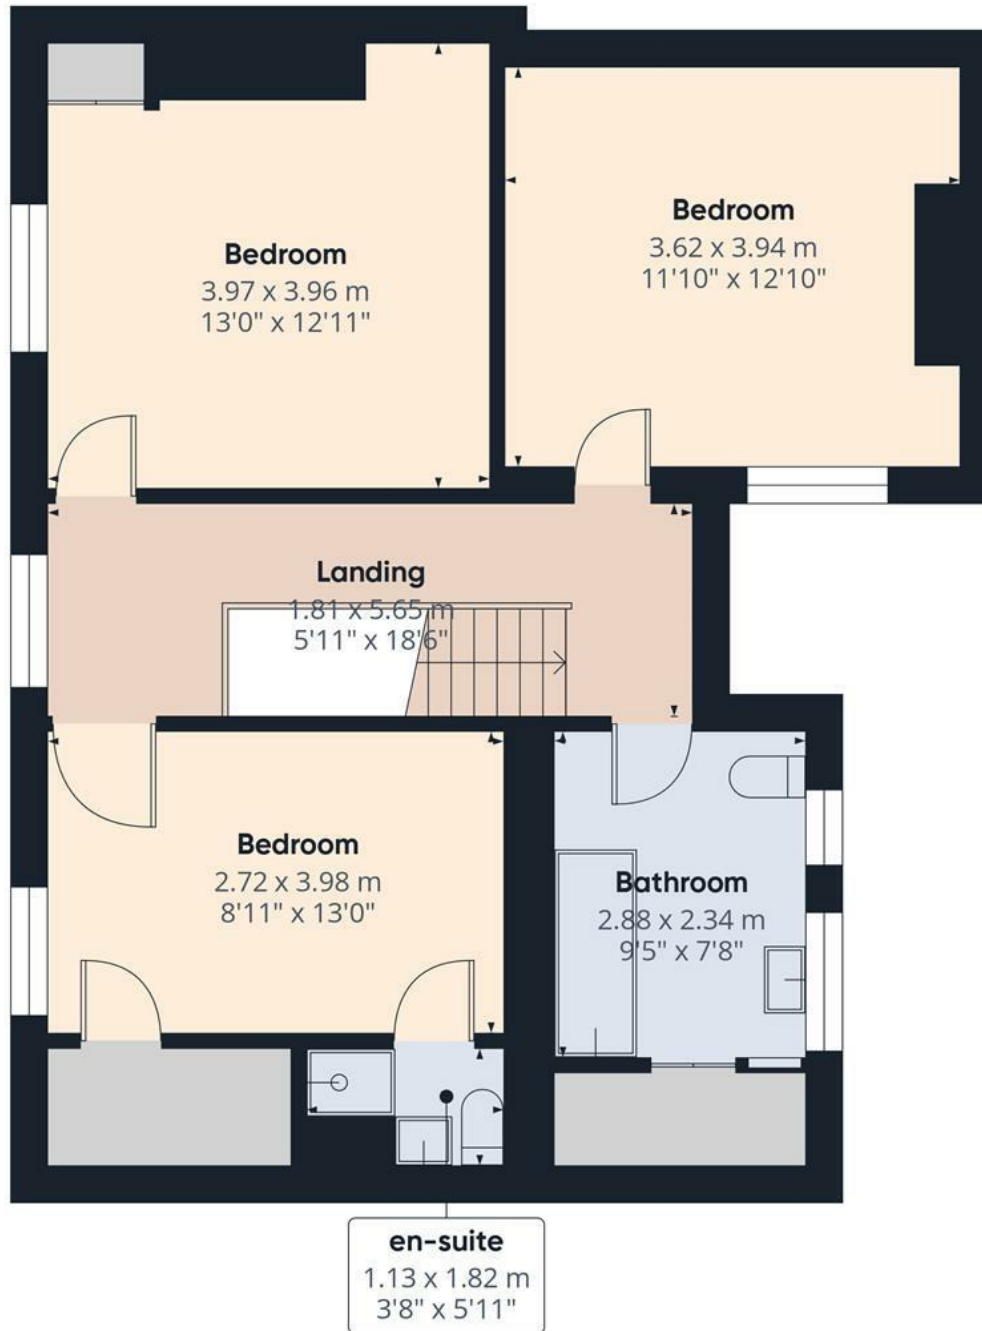 Bedroom
3.97 x 3.96 m
13'0" x 12'11"
Bedroom
3.62 x 3.94 m
11'10" x 12'10"
Landing
1.81 x 5.65 m
5'11" x 18'6"
Bedroom
2.72 x 3.98 m
8'11" x 13'0"
Bathroom
2.88 x 2.34 m
9'5" x 7'8"
en-suite
1.13 x 1.82 m
3'8" x 5'11"